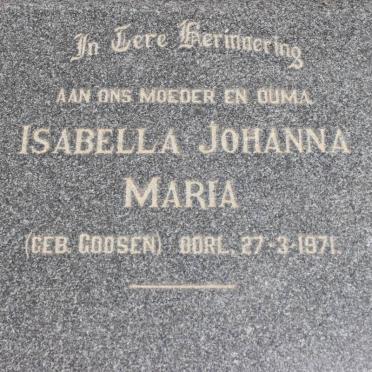 In Tere Herinnering
AAN ONS MOEDER EN OUMA
ISABELLA JOHANNA
MARIA
(GEB. GOOSEN) OORL. 27-3-1971.